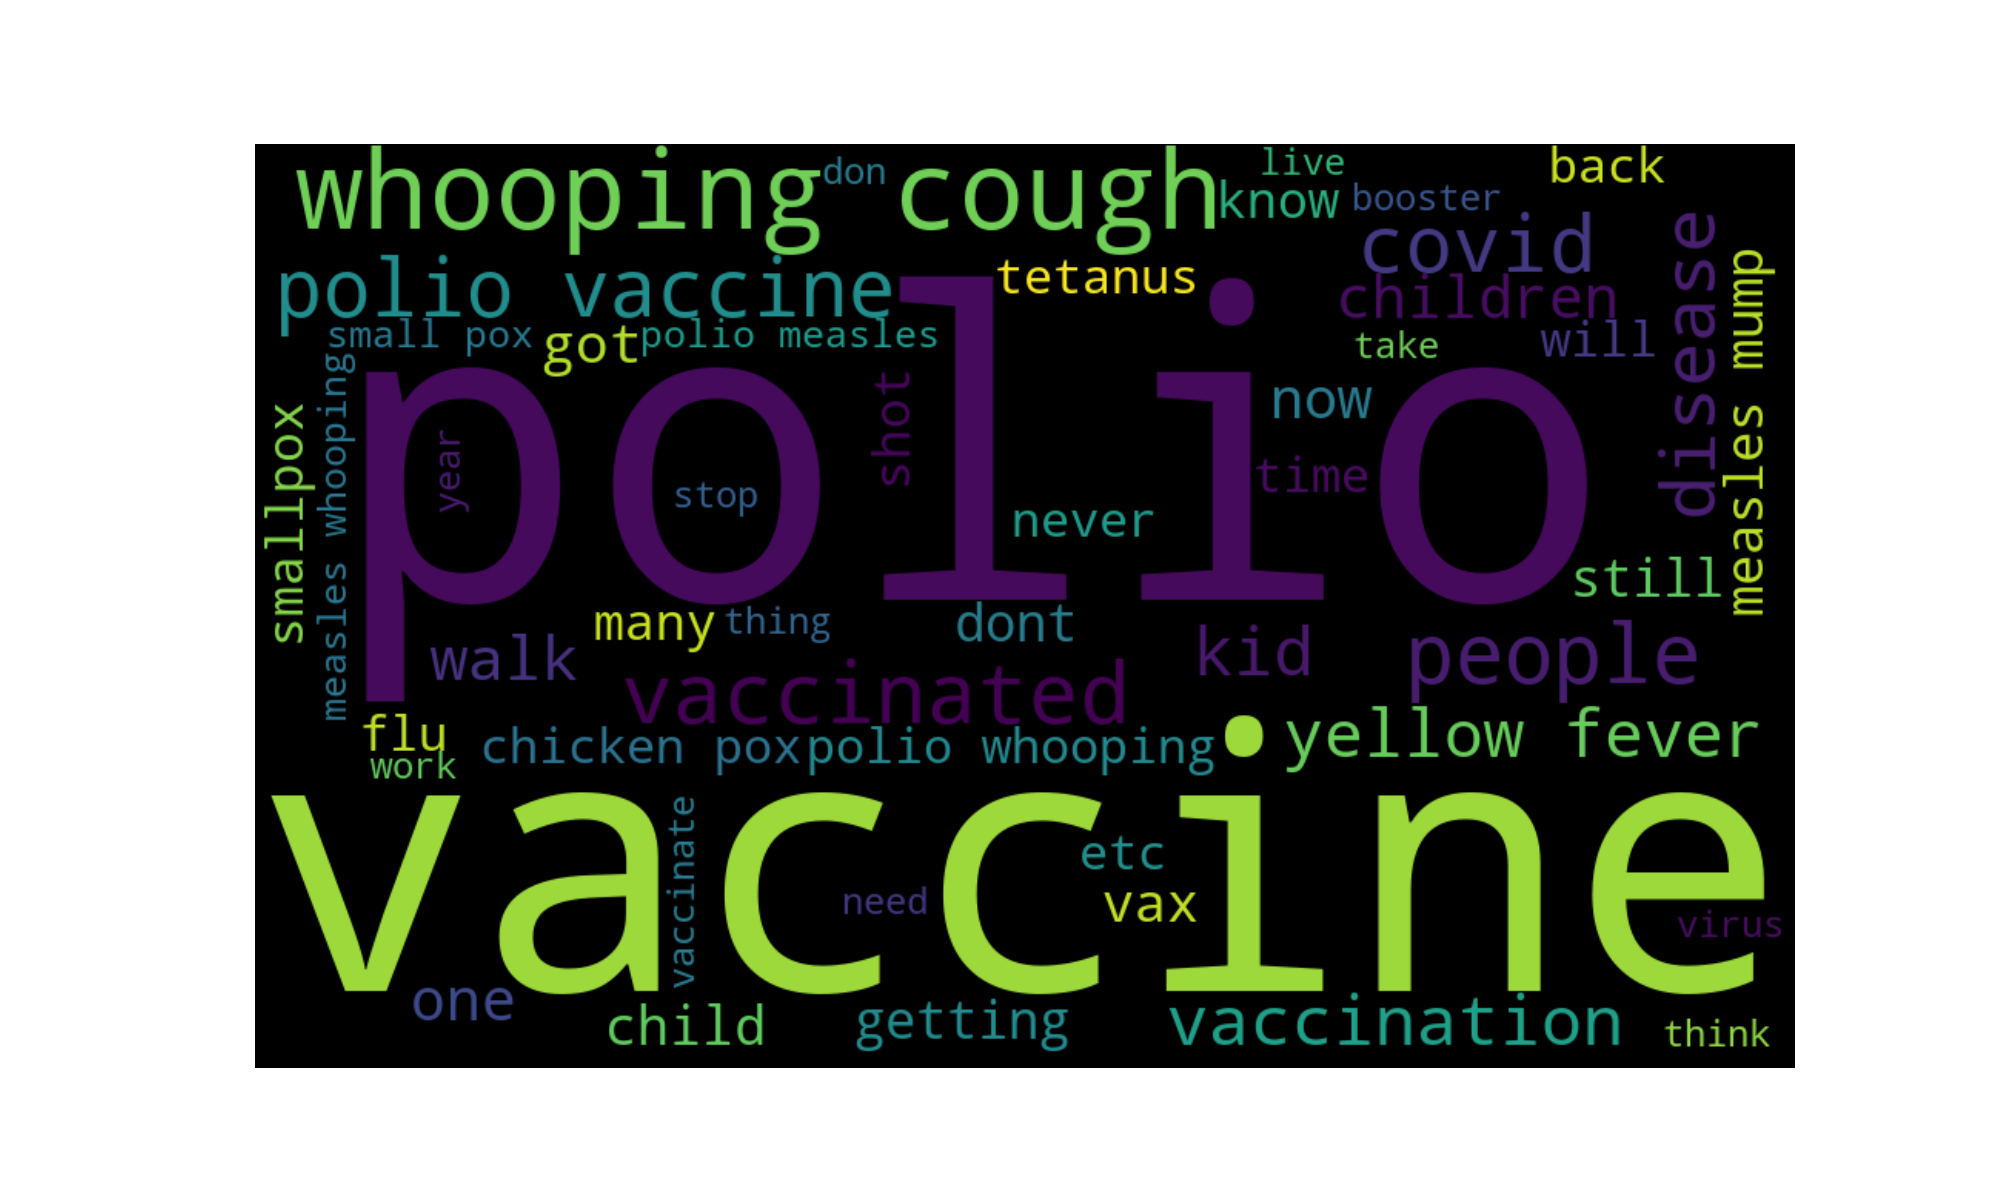 whooping cough
don
live
know
booster
back
covid
disease
measles mump
polio vaccine
tetanus
children
small pox
got
polio measles
take
will
measles whooping
smallpox
polio
year
stop
shot
now
time
never
still
many
thing
dont
walk
kid
people
vaccinated
flu
work
chicken pox
polio whooping
yellow fever
vaccine
vaccinate
need
etc
vax
virus
one
child
getting
vaccination
think